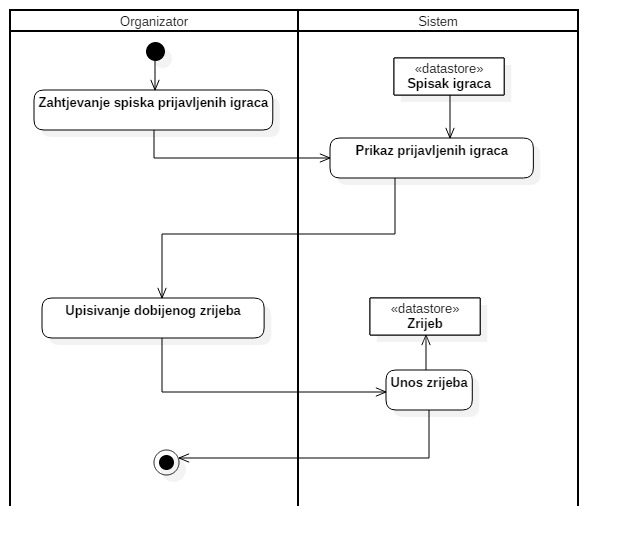 Organizator
Sistem
«datastore»
Spisak igraca
Zahtjevanje spiska prijavljenih igraca
Prikaz prijavljenih igraca
Upisivanje dobijenog zrijeba
«datastore»
Zrijeb
Unos zrijeba